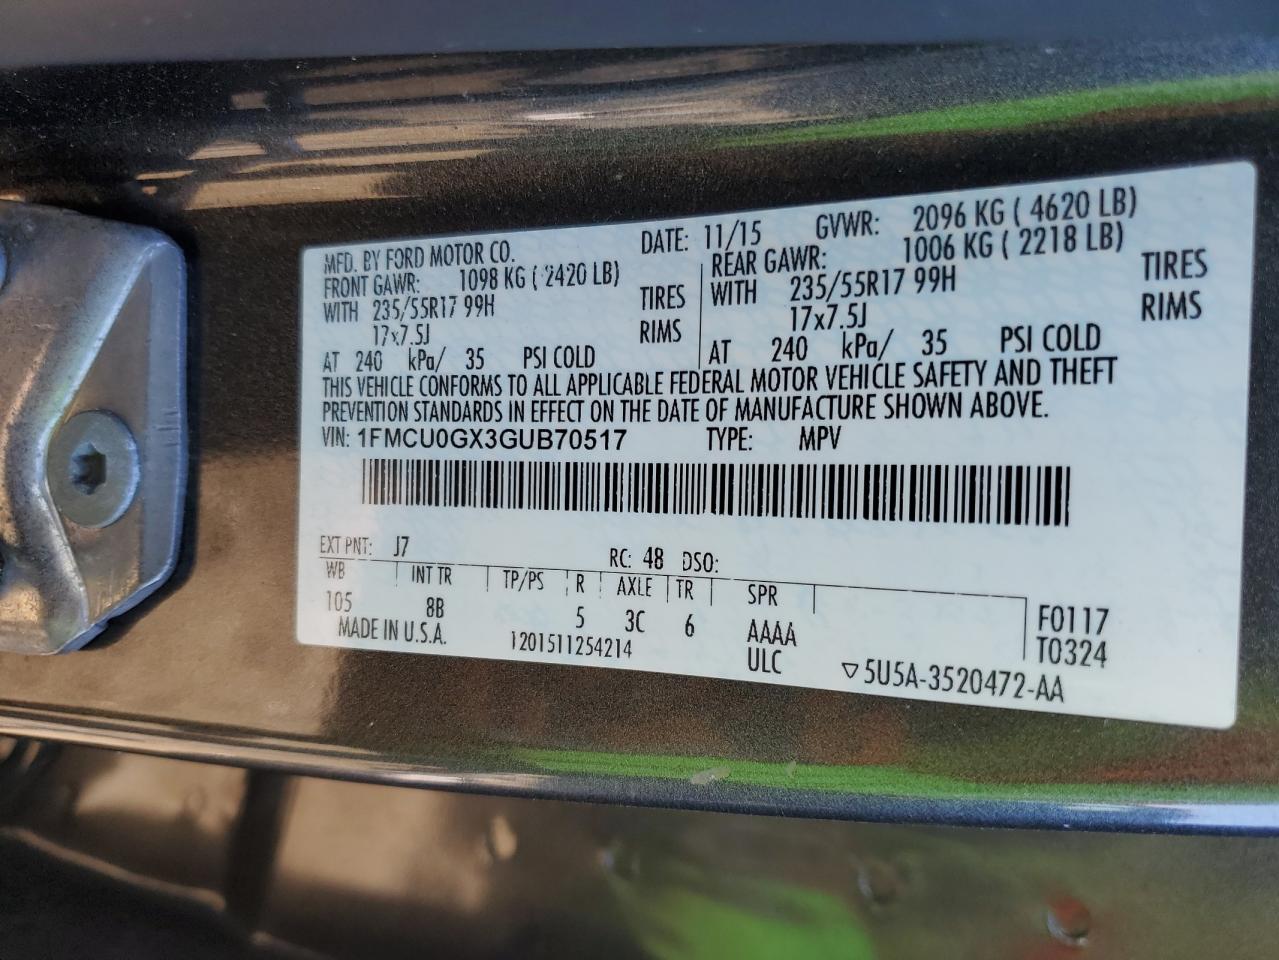 MFD. BY FORD MOTOR CO. DATE: 11/15 GVWR: 2096 KG ( 4620 LB)
FRONT GAWR: 1098 KG ( 2420 LB) REAR GAWR: 1006 KG ( 2218 LB)
WITH 235/55R17 99H TIRES WITH 235/55R17 99H TIRES
17x7.5J RIMS 17x7.5J RIMS
AT 240 kPa/ 35 PSI COLD AT 240 kPa/ 35 PSI COLD
THIS VEHICLE CONFORMS TO ALL APPLICABLE FEDERAL MOTOR VEHICLE SAFETY AND THEFT
PREVENTION STANDARDS IN EFFECT ON THE DATE OF MANUFACTURE SHOWN ABOVE.
VIN: 1FMCU0GX3GUB70517 TYPE: MPV
EXT PNT: J7 RC: 48 DSO:
WB INT TR TP/PS R AXLE TR SPR
105 8B 5 3C 6 AAAA F0117
MADE IN U.S.A. 1201511254214 ULC T0324
▽5U5A-3520472-AA